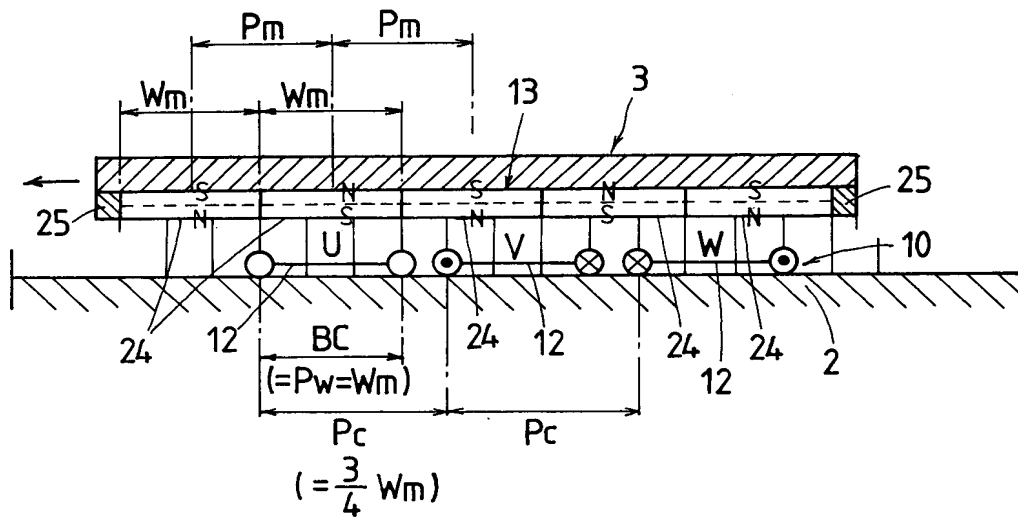 Pm Pm
Wm Wm 13 3
S N S N S
25 N S N S N 25
U V W 10
24 12 BC 24 12 24 24 12 2
(=Pw=Wm)
Pc Pc
(=3/4 Wm)